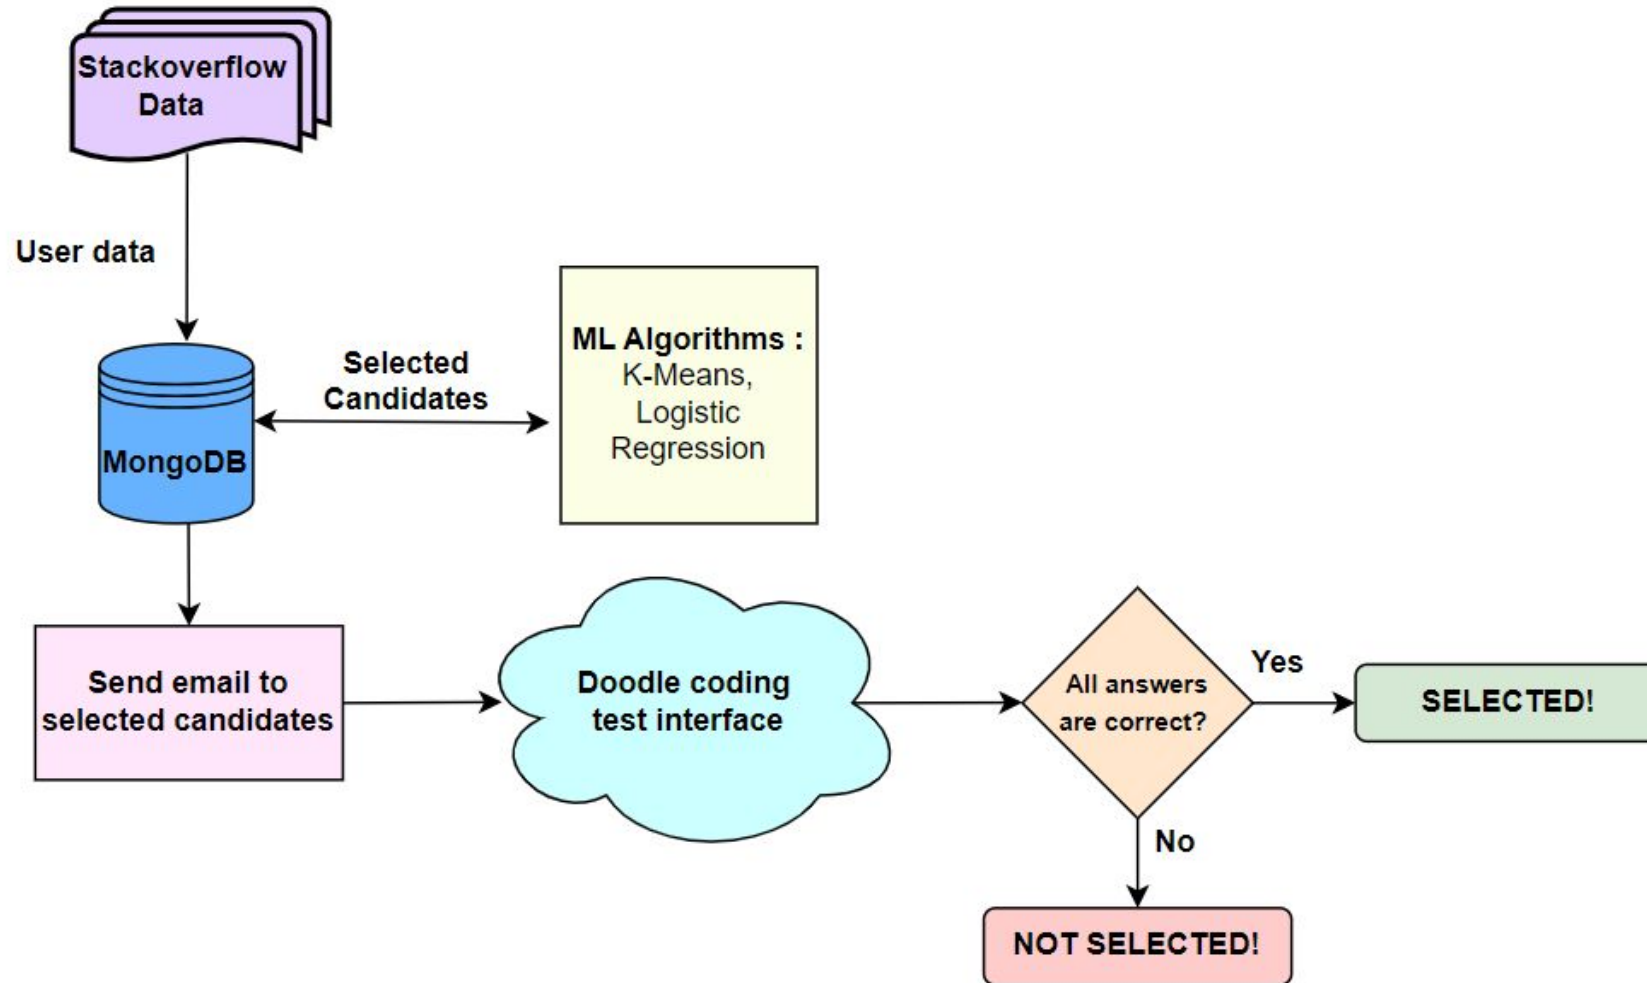 Stackoverflow
Data
User data
Selected
Candidates
ML Algorithms :
K-Means,
Logistic
Regression
MongoDB
Send email to
selected candidates
Doodle coding
test interface
All answers
are correct?
Yes
SELECTED!
No
NOT SELECTED!